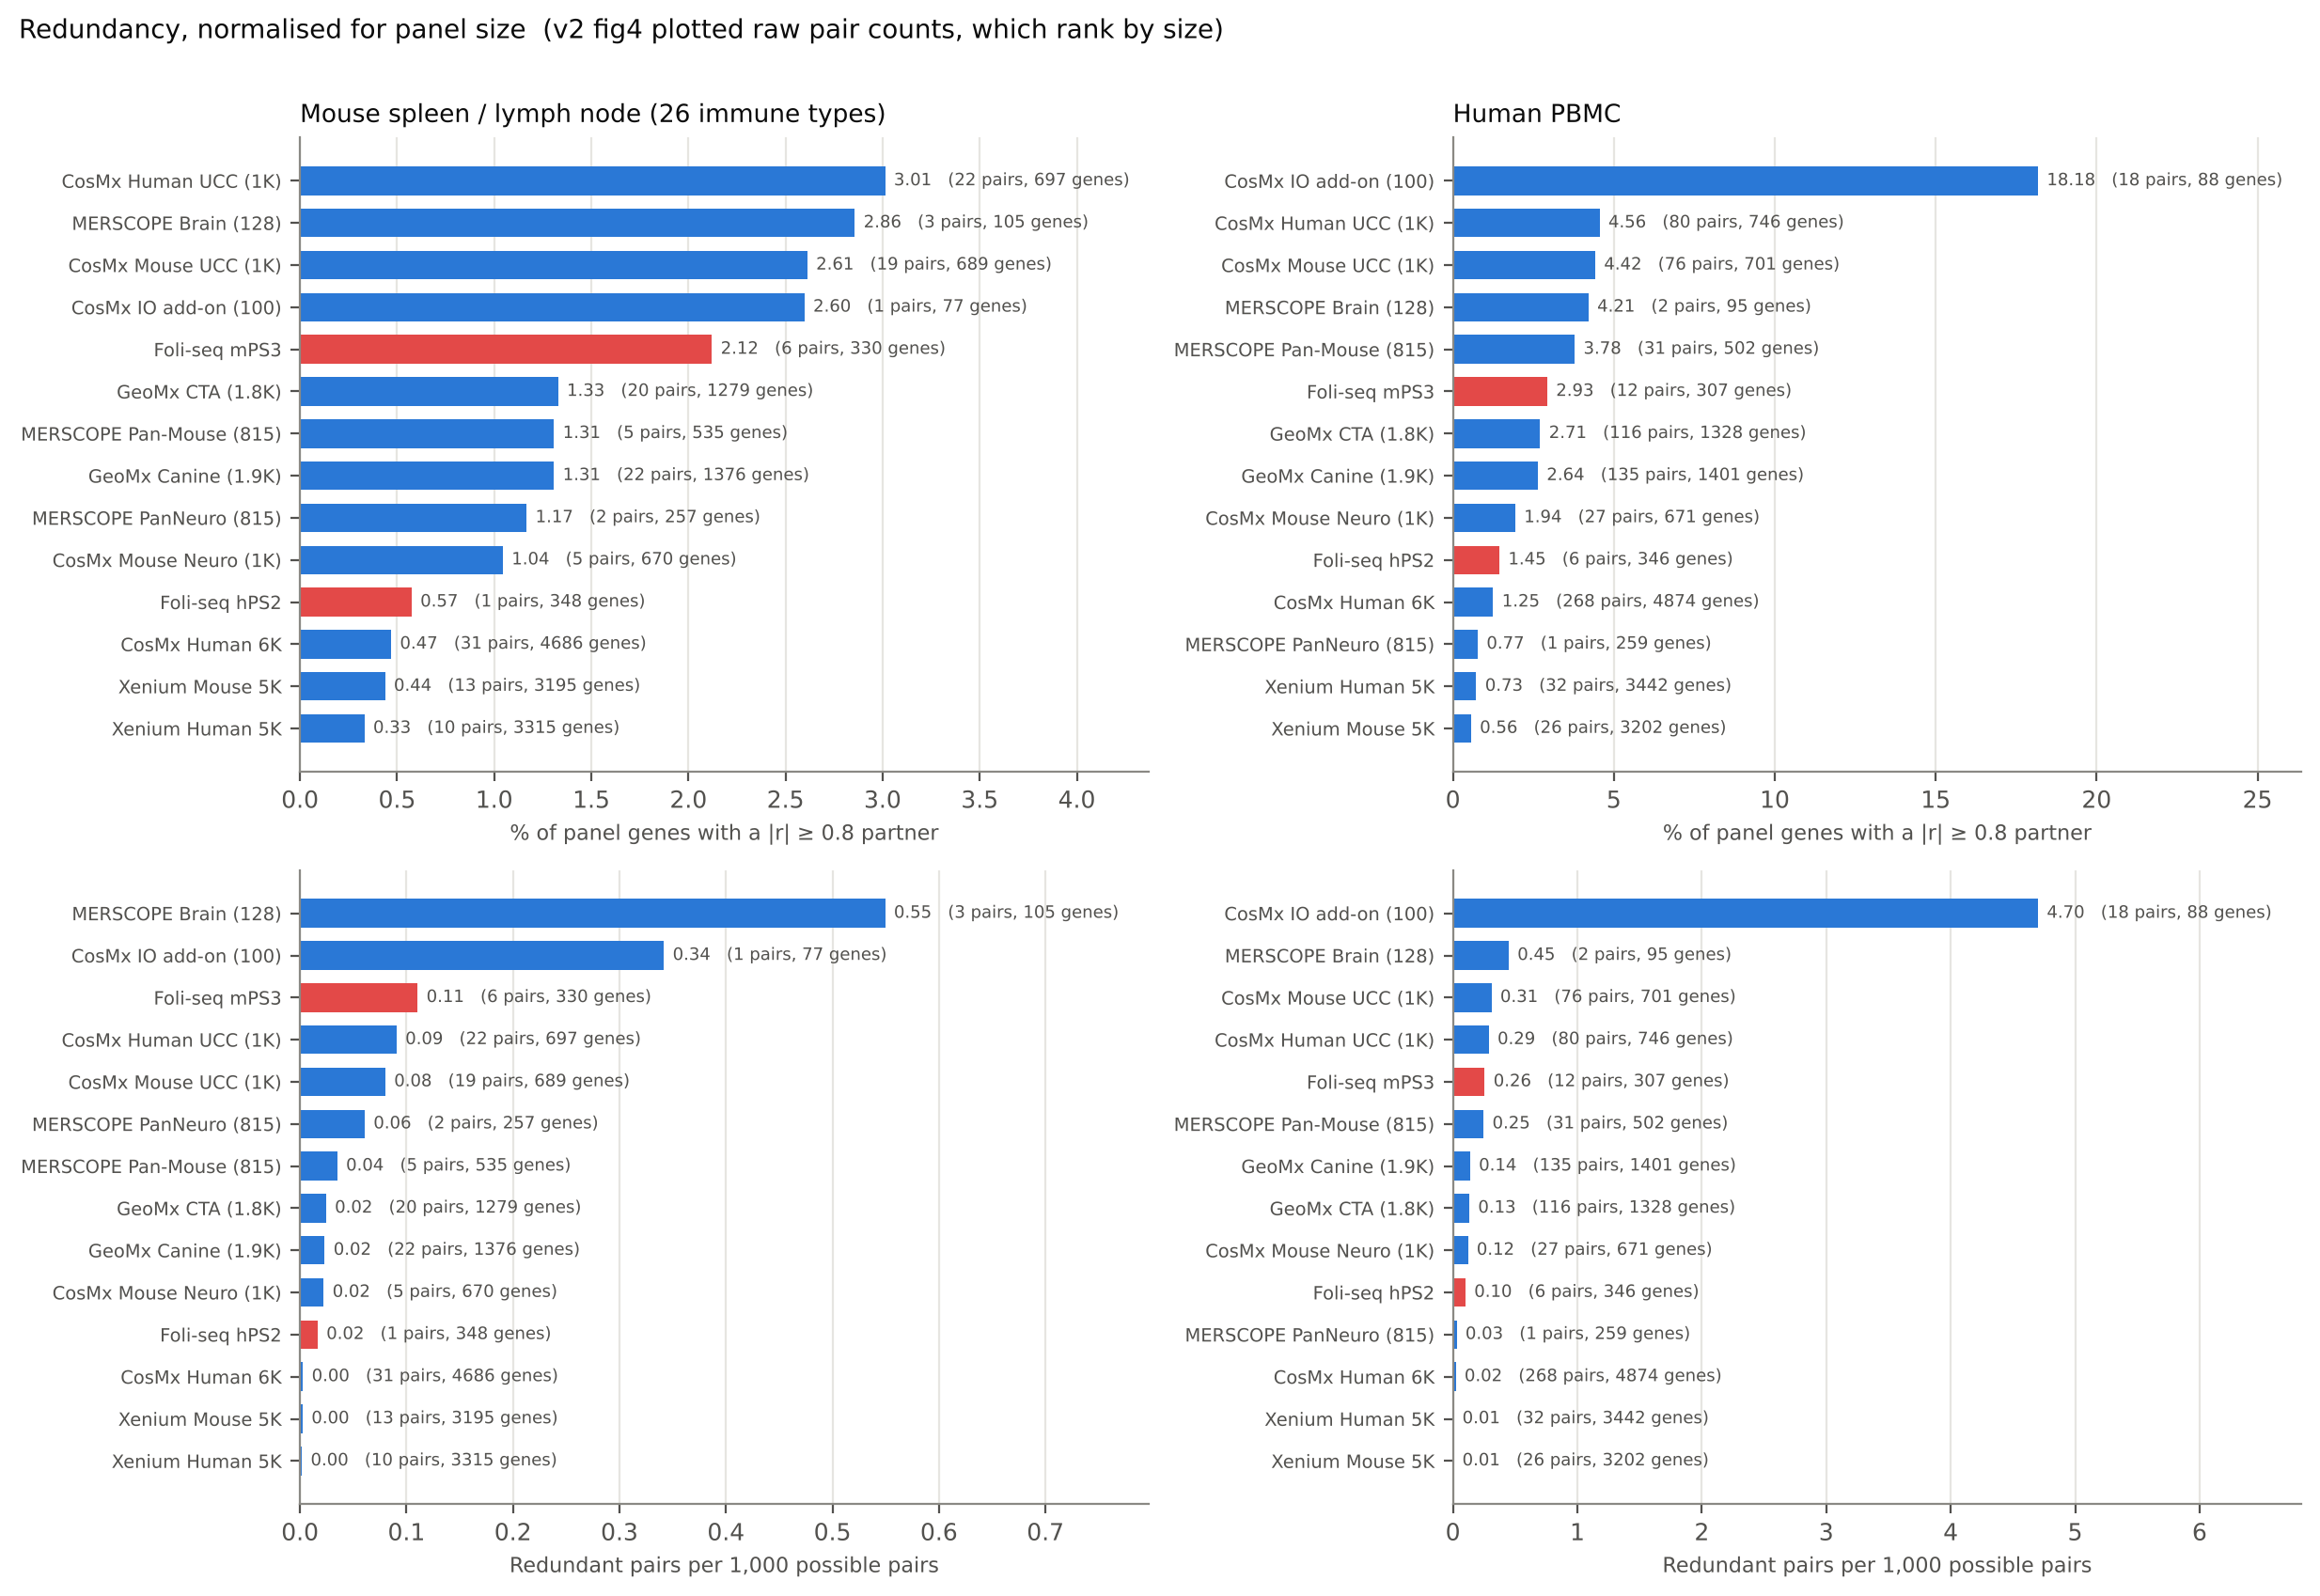 Redundancy, normalised for panel size  (v2 fig4 plotted raw pair counts, which rank by size)
Mouse spleen / lymph node (26 immune types)
CosMx Human UCC (1K) 3.01 (22 pairs, 697 genes)
MERSCOPE Brain (128) 2.86 (3 pairs, 105 genes)
CosMx Mouse UCC (1K) 2.61 (19 pairs, 689 genes)
CosMx IO add-on (100) 2.60 (1 pairs, 77 genes)
Foli-seq mPS3 2.12 (6 pairs, 330 genes)
GeoMx CTA (1.8K) 1.33 (20 pairs, 1279 genes)
MERSCOPE Pan-Mouse (815) 1.31 (5 pairs, 535 genes)
GeoMx Canine (1.9K) 1.31 (22 pairs, 1376 genes)
MERSCOPE PanNeuro (815) 1.17 (2 pairs, 257 genes)
CosMx Mouse Neuro (1K) 1.04 (5 pairs, 670 genes)
Foli-seq hPS2 0.57 (1 pairs, 348 genes)
CosMx Human 6K 0.47 (31 pairs, 4686 genes)
Xenium Mouse 5K 0.44 (13 pairs, 3195 genes)
Xenium Human 5K 0.33 (10 pairs, 3315 genes)
0.0 0.5 1.0 1.5 2.0 2.5 3.0 3.5 4.0
% of panel genes with a |r| ≥ 0.8 partner
Human PBMC
CosMx IO add-on (100) 18.18 (18 pairs, 88 genes)
CosMx Human UCC (1K) 4.56 (80 pairs, 746 genes)
CosMx Mouse UCC (1K) 4.42 (76 pairs, 701 genes)
MERSCOPE Brain (128) 4.21 (2 pairs, 95 genes)
MERSCOPE Pan-Mouse (815) 3.78 (31 pairs, 502 genes)
Foli-seq mPS3 2.93 (12 pairs, 307 genes)
GeoMx CTA (1.8K) 2.71 (116 pairs, 1328 genes)
GeoMx Canine (1.9K) 2.64 (135 pairs, 1401 genes)
CosMx Mouse Neuro (1K) 1.94 (27 pairs, 671 genes)
Foli-seq hPS2 1.45 (6 pairs, 346 genes)
CosMx Human 6K 1.25 (268 pairs, 4874 genes)
MERSCOPE PanNeuro (815) 0.77 (1 pairs, 259 genes)
Xenium Human 5K 0.73 (32 pairs, 3442 genes)
Xenium Mouse 5K 0.56 (26 pairs, 3202 genes)
0 5 10 15 20 25
% of panel genes with a |r| ≥ 0.8 partner
MERSCOPE Brain (128) 0.55 (3 pairs, 105 genes)
CosMx IO add-on (100) 0.34 (1 pairs, 77 genes)
Foli-seq mPS3 0.11 (6 pairs, 330 genes)
CosMx Human UCC (1K) 0.09 (22 pairs, 697 genes)
CosMx Mouse UCC (1K) 0.08 (19 pairs, 689 genes)
MERSCOPE PanNeuro (815) 0.06 (2 pairs, 257 genes)
MERSCOPE Pan-Mouse (815) 0.04 (5 pairs, 535 genes)
GeoMx CTA (1.8K) 0.02 (20 pairs, 1279 genes)
GeoMx Canine (1.9K) 0.02 (22 pairs, 1376 genes)
CosMx Mouse Neuro (1K) 0.02 (5 pairs, 670 genes)
Foli-seq hPS2 0.02 (1 pairs, 348 genes)
CosMx Human 6K 0.00 (31 pairs, 4686 genes)
Xenium Mouse 5K 0.00 (13 pairs, 3195 genes)
Xenium Human 5K 0.00 (10 pairs, 3315 genes)
0.0 0.1 0.2 0.3 0.4 0.5 0.6 0.7
Redundant pairs per 1,000 possible pairs
CosMx IO add-on (100) 4.70 (18 pairs, 88 genes)
MERSCOPE Brain (128) 0.45 (2 pairs, 95 genes)
CosMx Mouse UCC (1K) 0.31 (76 pairs, 701 genes)
CosMx Human UCC (1K) 0.29 (80 pairs, 746 genes)
Foli-seq mPS3 0.26 (12 pairs, 307 genes)
MERSCOPE Pan-Mouse (815) 0.25 (31 pairs, 502 genes)
GeoMx Canine (1.9K) 0.14 (135 pairs, 1401 genes)
GeoMx CTA (1.8K) 0.13 (116 pairs, 1328 genes)
CosMx Mouse Neuro (1K) 0.12 (27 pairs, 671 genes)
Foli-seq hPS2 0.10 (6 pairs, 346 genes)
MERSCOPE PanNeuro (815) 0.03 (1 pairs, 259 genes)
CosMx Human 6K 0.02 (268 pairs, 4874 genes)
Xenium Human 5K 0.01 (32 pairs, 3442 genes)
Xenium Mouse 5K 0.01 (26 pairs, 3202 genes)
0 1 2 3 4 5 6
Redundant pairs per 1,000 possible pairs